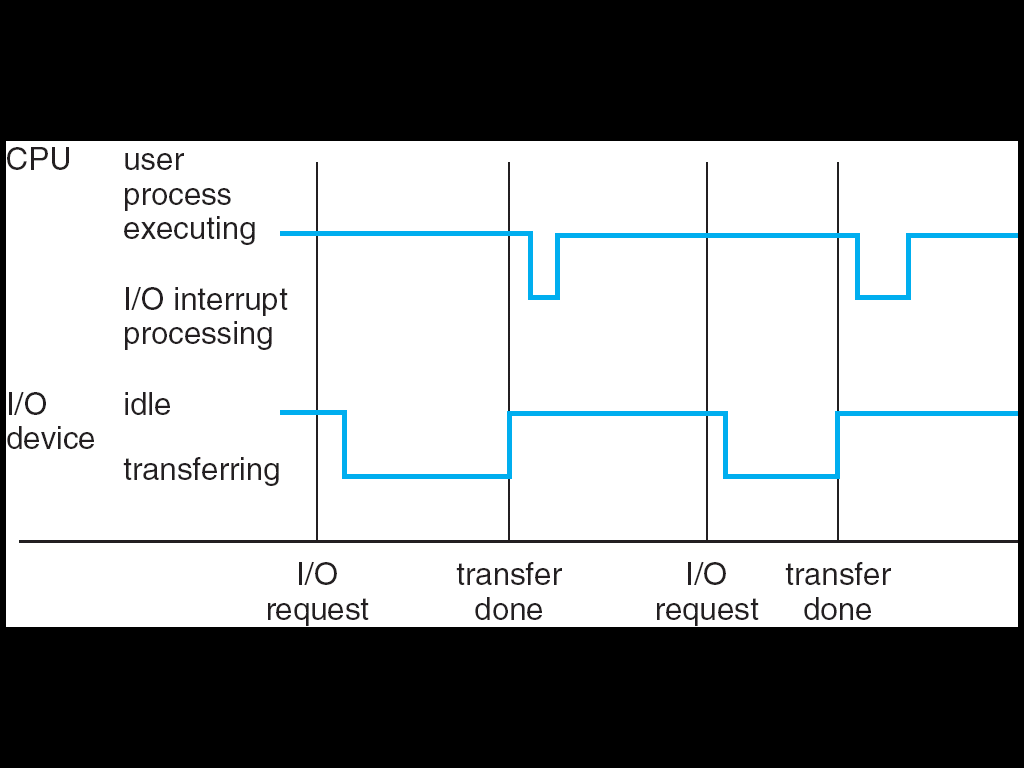 CPU user
process
executing
I/O interrupt
processing
I/O idle
device
transferring
I/O transfer I/O transfer
request done request done